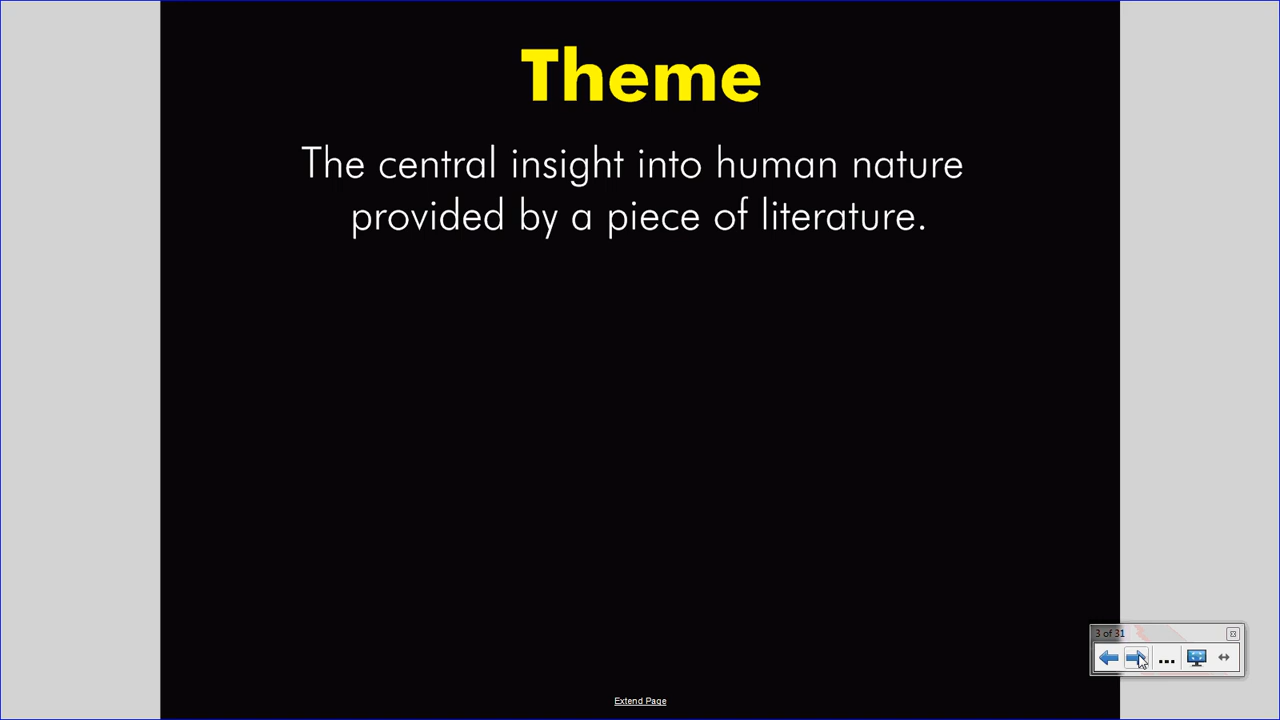 Theme
The central insight into human nature
provided by a piece of literature.
3 of 31
...
Extend Page